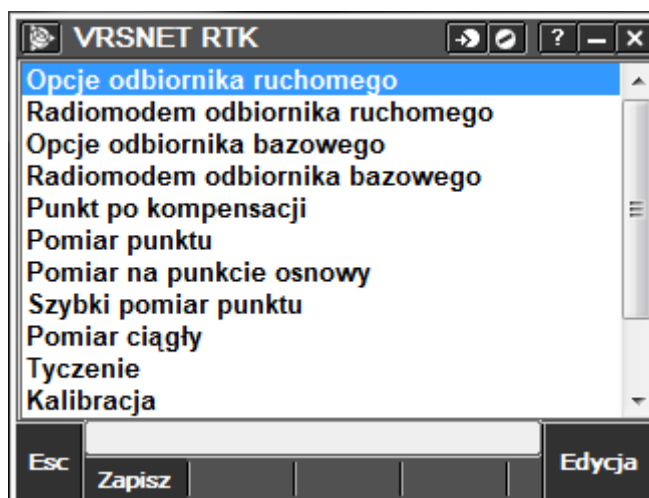 VRSNET RTK ?
Opcje odbiornika ruchomego
Radiomodem odbiornika ruchomego
Opcje odbiornika bazowego
Radiomodem odbiornika bazowego
Punkt po kompensacji
Pomiar punktu
Pomiar na punkcie osnowy
Szybki pomiar punktu
Pomiar ciągły
Tyczenie
Kalibracja
Esc
Zapisz
Edycja